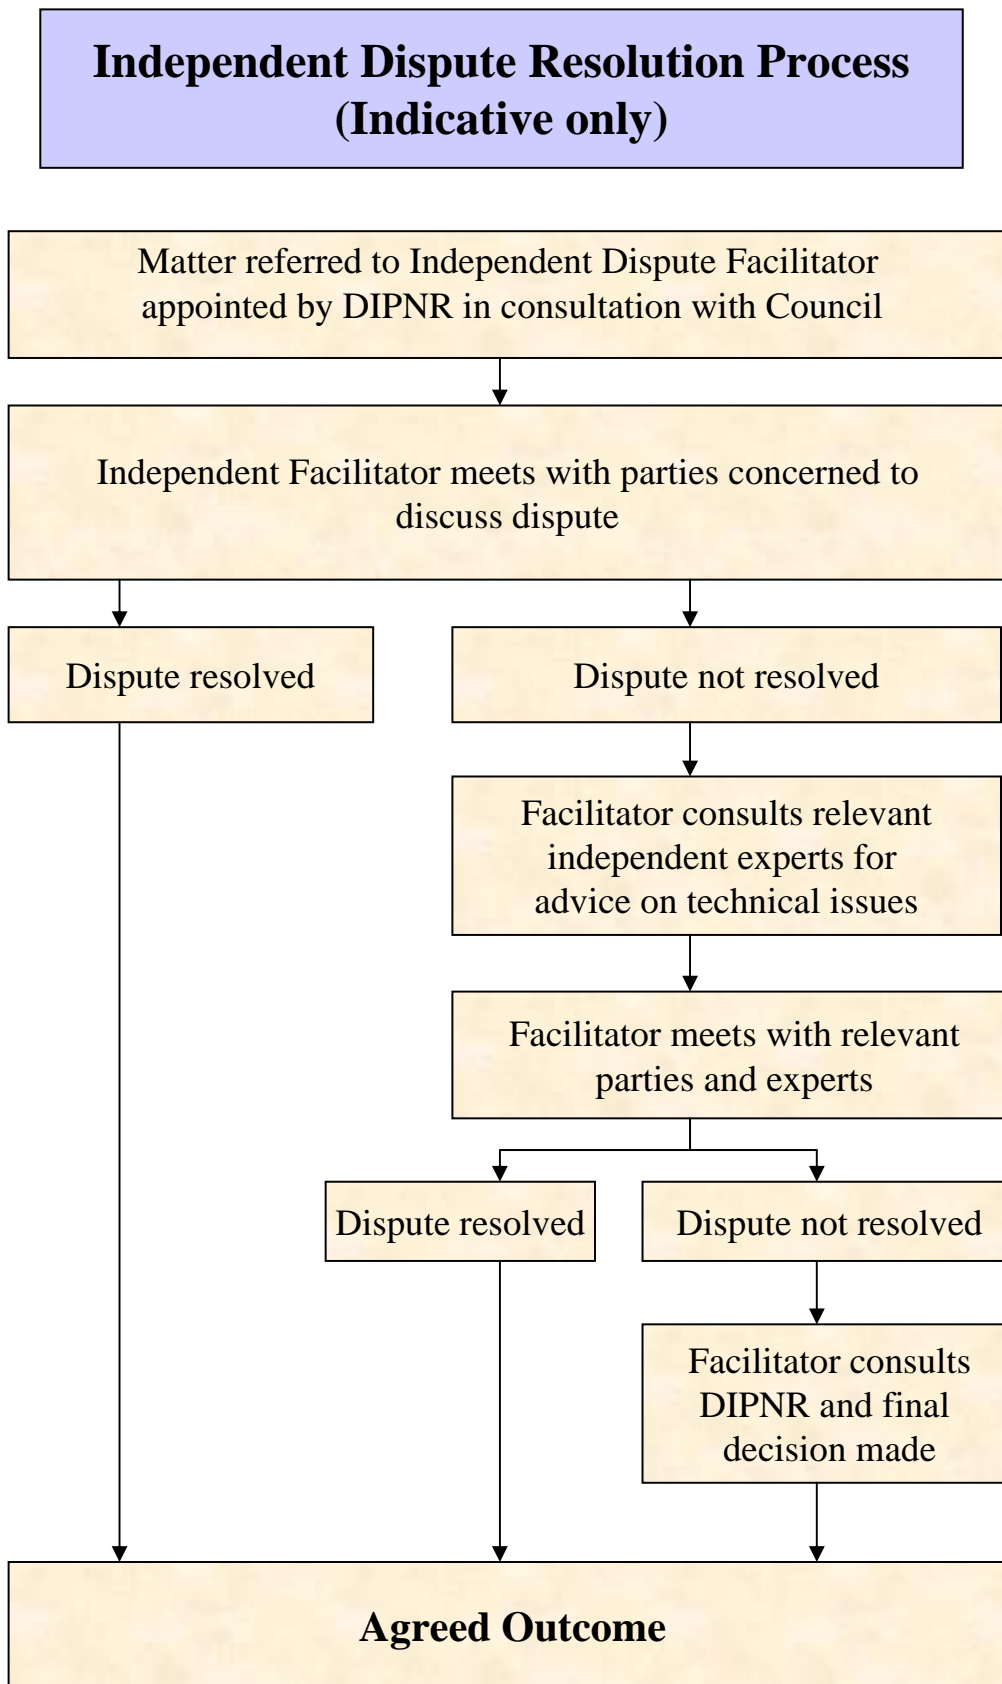 Independent Dispute Resolution Process
(Indicative only)
Matter referred to Independent Dispute Facilitator
appointed by DIPNR in consultation with Council
Independent Facilitator meets with parties concerned to
discuss dispute
Dispute resolved
Dispute not resolved
Facilitator consults relevant
independent experts for
advice on technical issues
Facilitator meets with relevant
parties and experts
Dispute resolved
Dispute not resolved
Facilitator consults
DIPNR and final
decision made
Agreed Outcome